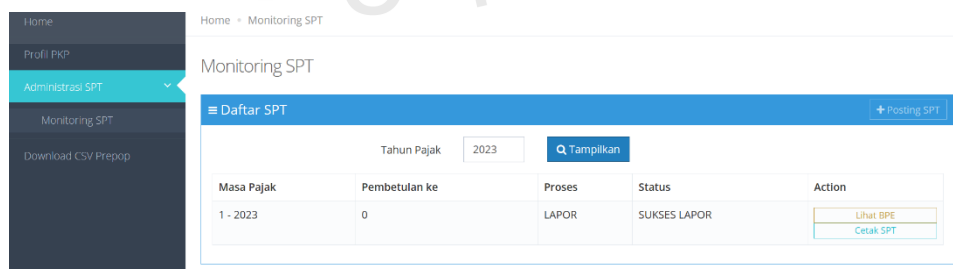 Home
Profil PKP
Administrasi SPT
Monitoring SPT
Download CSV Prepop
Home Monitoring SPT
Monitoring SPT
Daftar SPT
+ Posting SPT
Tahun Pajak 2023 Tampilkan
Masa Pajak Pembetulan ke Proses Status Action
1 - 2023 0 LAPOR SUKSES LAPOR Lihat BPE
Cetak SPT